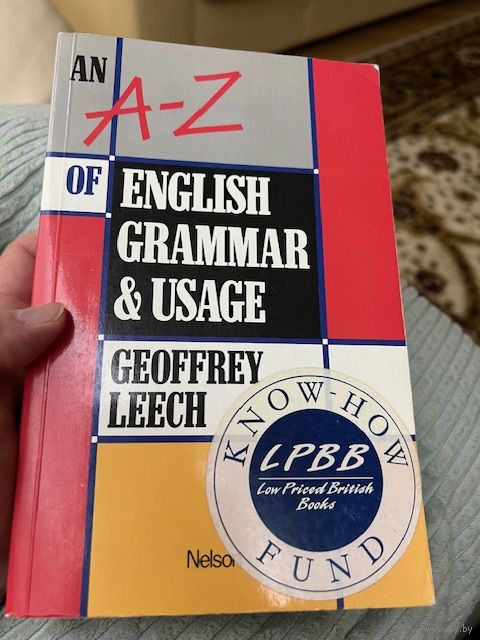 AN
A-Z
OF
ENGLISH
GRAMMAR
& USAGE
GEOFFREY
LEECH
KNOW-HOW
LPBB
Low Priced British
Books
FUND
Nelson